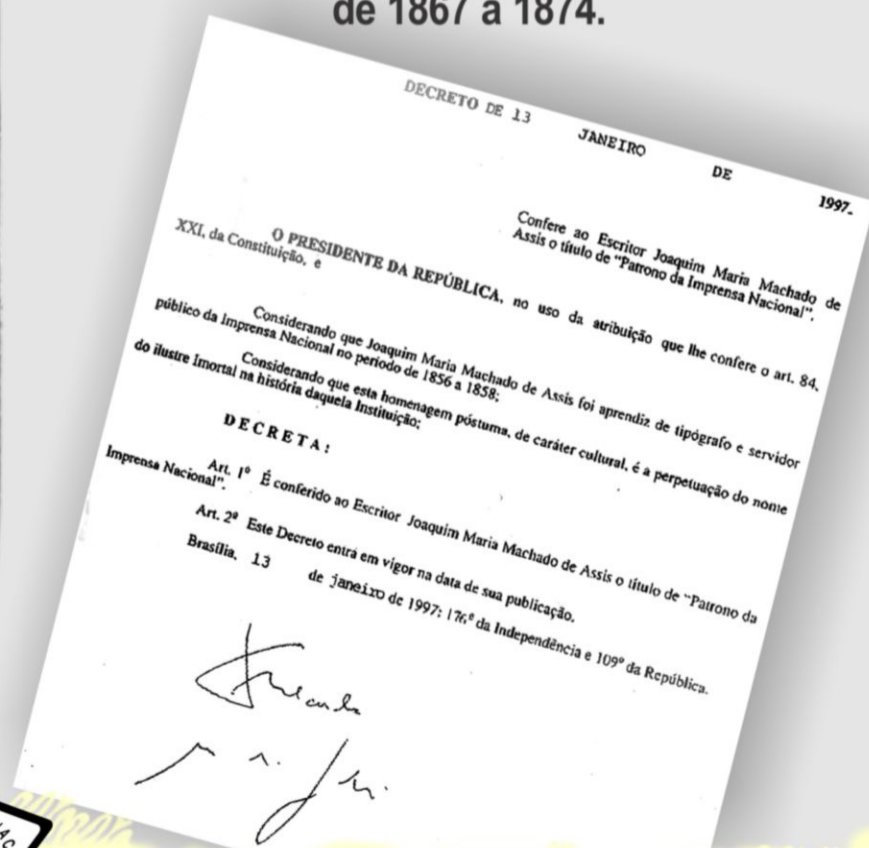 de 1867 a 1874.
DECRETO DE 13 JANEIRO DE 1997.
Confere ao Escritor Joaquim Maria Machado de
Assis o título de "Patrono da Imprensa Nacional".
O PRESIDENTE DA REPÚBLICA, no uso da atribuição que lhe confere o art. 84,
XXI, da Constituição, e
Considerando que Joaquim Maria Machado de Assis foi aprendiz de tipógrafo e servidor
público da Imprensa Nacional no período de 1856 a 1858;
Considerando que esta homenagem póstuma, de caráter cultural, é a perpetuação do nome
do ilustre Imortal na história daquela Instituição;
DECRETA:
Art. 1º É conferido ao Escritor Joaquim Maria Machado de Assis o título de "Patrono da
Imprensa Nacional".
Art. 2º Este Decreto entra em vigor na data de sua publicação.
Brasília, 13 de janeiro de 1997; 176º da Independência e 109º da República.